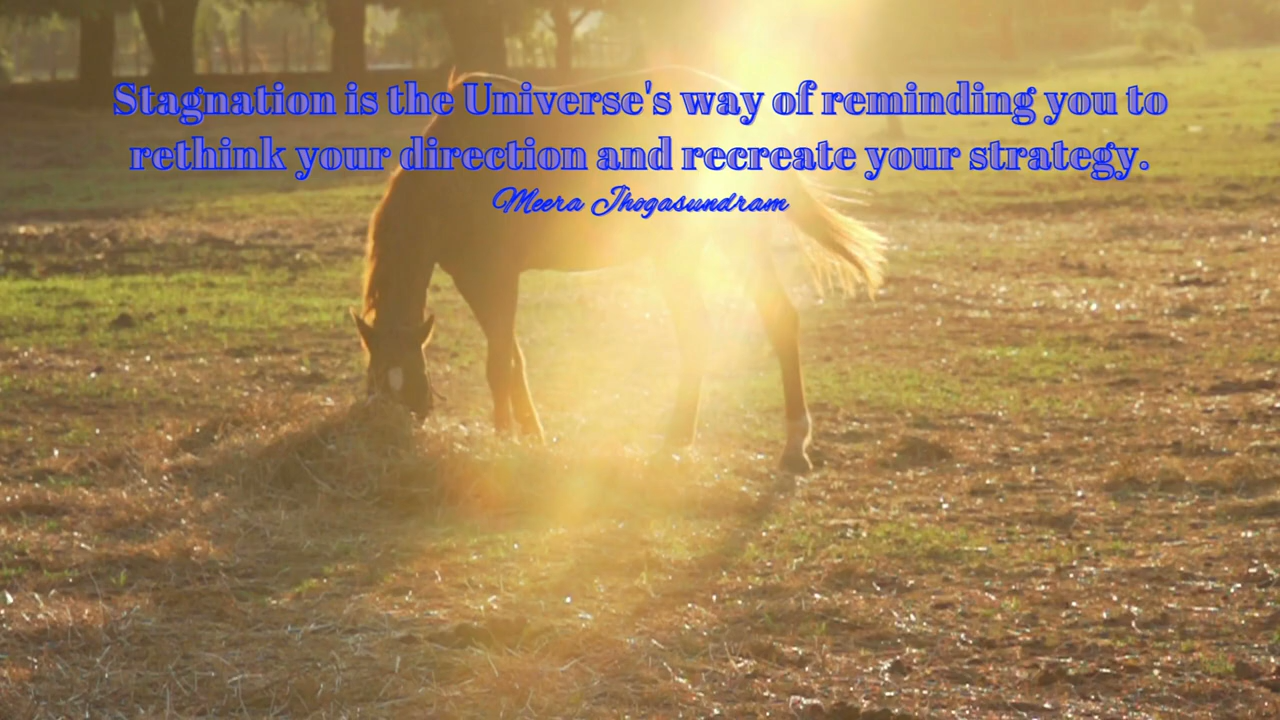 Stagnation is the Universe's way of reminding you to
rethink your direction and recreate your strategy.
Meera Jhogasundram